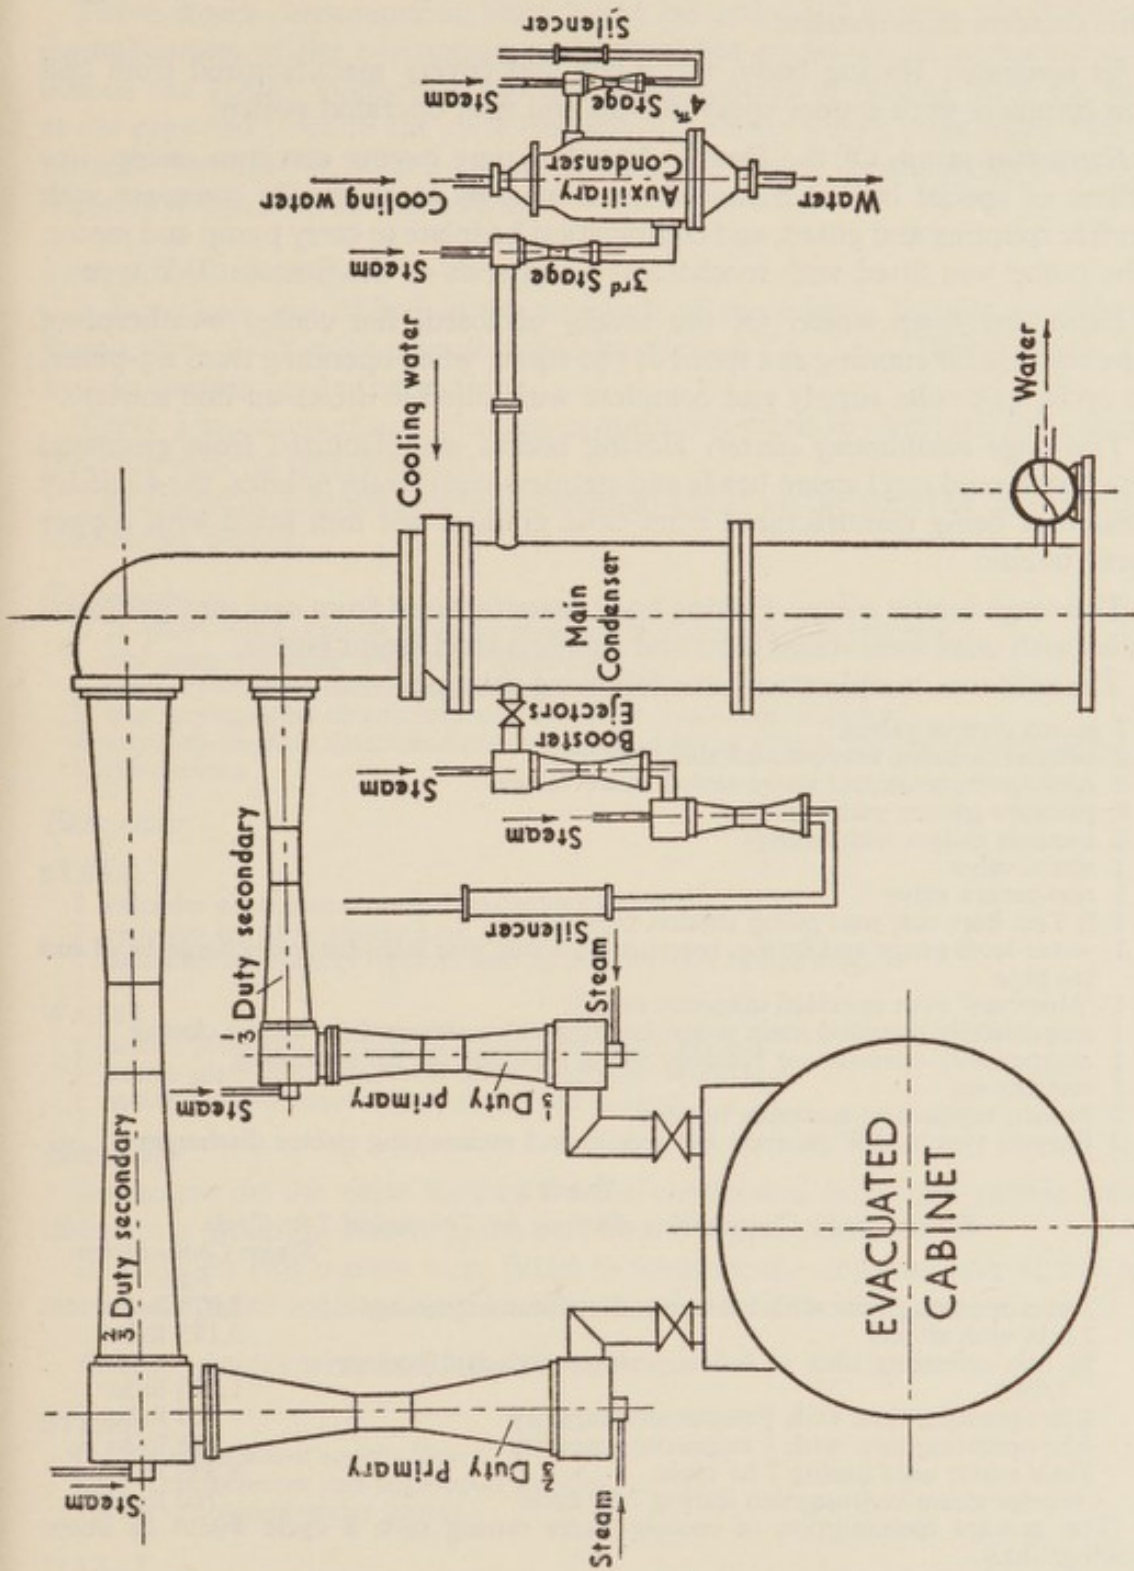 Silencer
Steam
4th Stage
Cooling water
Auxiliary
Condenser
Water
Steam
3rd Stage
Cooling water
Water
Main
Condenser
Booster
Ejectors
Steam
Steam
Silencer
1/3 Duty secondary
Steam
1/3 Duty primary
Steam
2/3 Duty secondary
Steam
2/3 Duty Primary
Steam
EVACUATED
CABINET